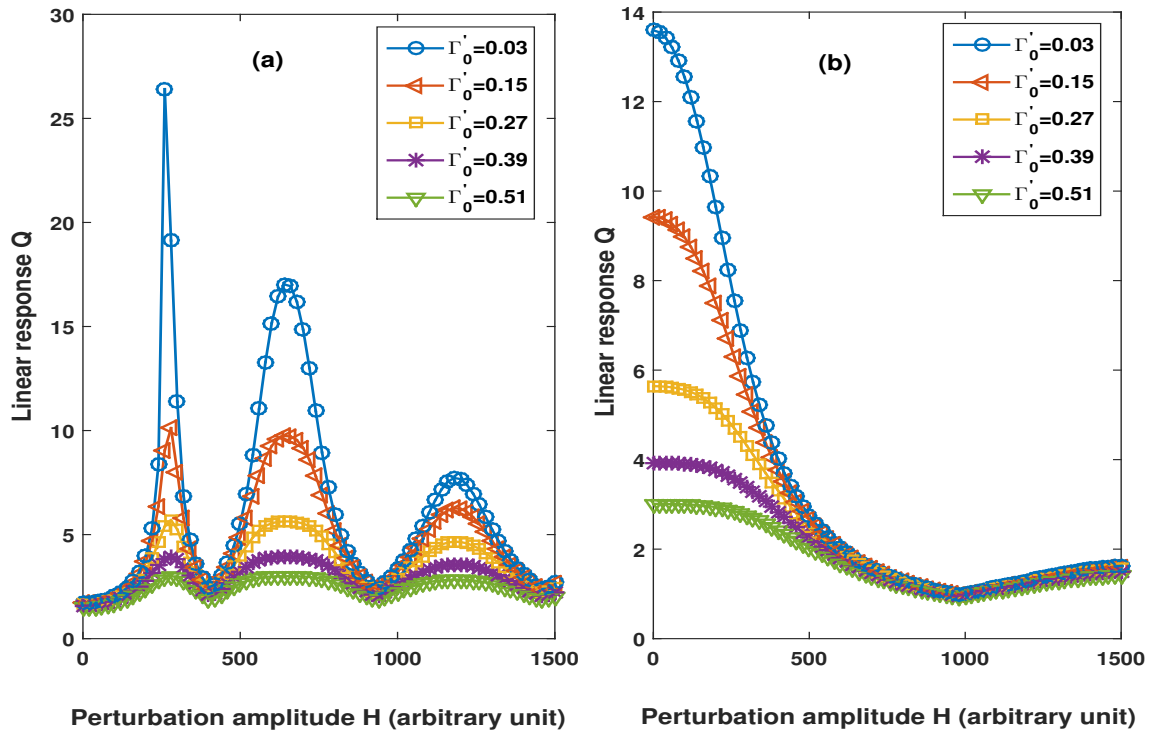 (a)
Γ'0=0.03
Γ'0=0.15
Γ'0=0.27
Γ'0=0.39
Γ'0=0.51
30
25
20
15
10
5
0
0 500 1000 1500
Linear response Q
Perturbation amplitude H (arbitrary unit)
(b)
Γ'0=0.03
Γ'0=0.15
Γ'0=0.27
Γ'0=0.39
Γ'0=0.51
14
12
10
8
6
4
2
0
0 500 1000 1500
Linear response Q
Perturbation amplitude H (arbitrary unit)